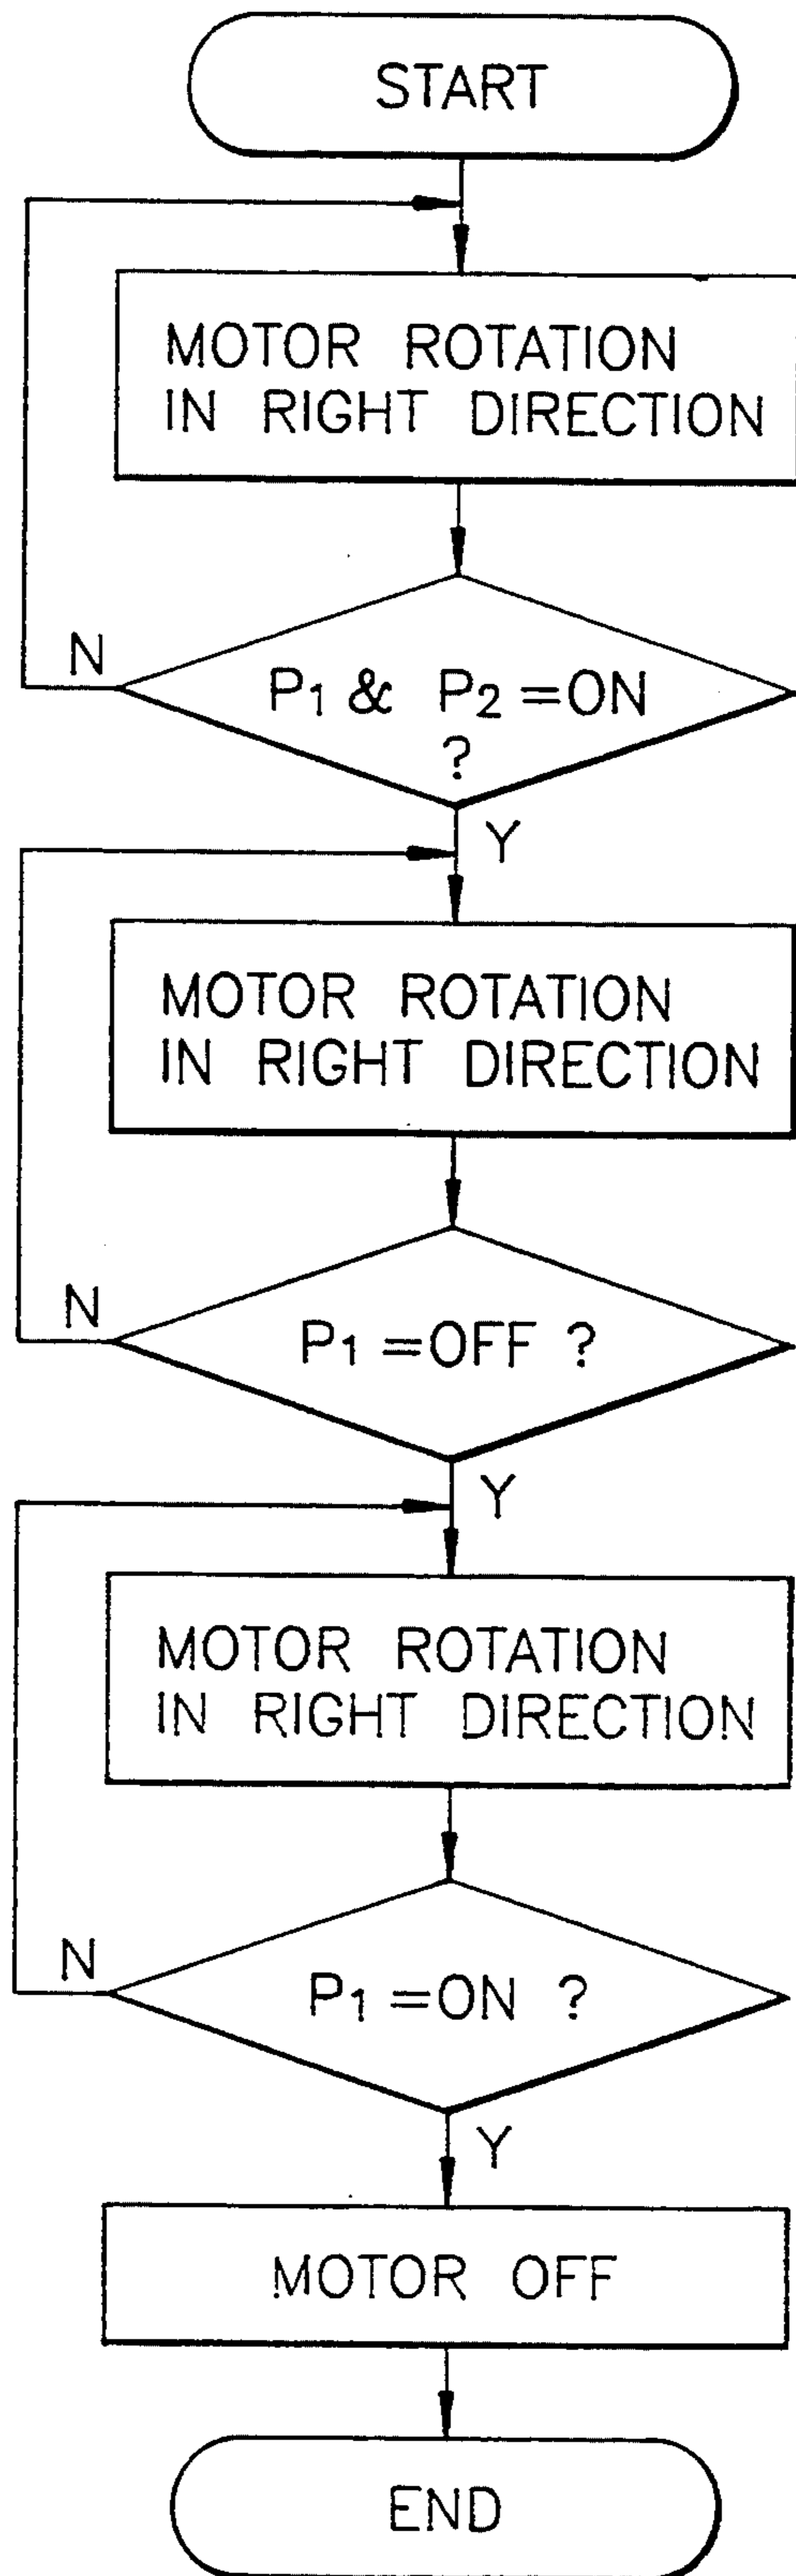 START
MOTOR ROTATION
IN RIGHT DIRECTION
N
P₁ & P₂ = ON
?
Y
MOTOR ROTATION
IN RIGHT DIRECTION
N
P₁ = OFF ?
Y
MOTOR ROTATION
IN RIGHT DIRECTION
N
P₁ = ON ?
Y
MOTOR OFF
END